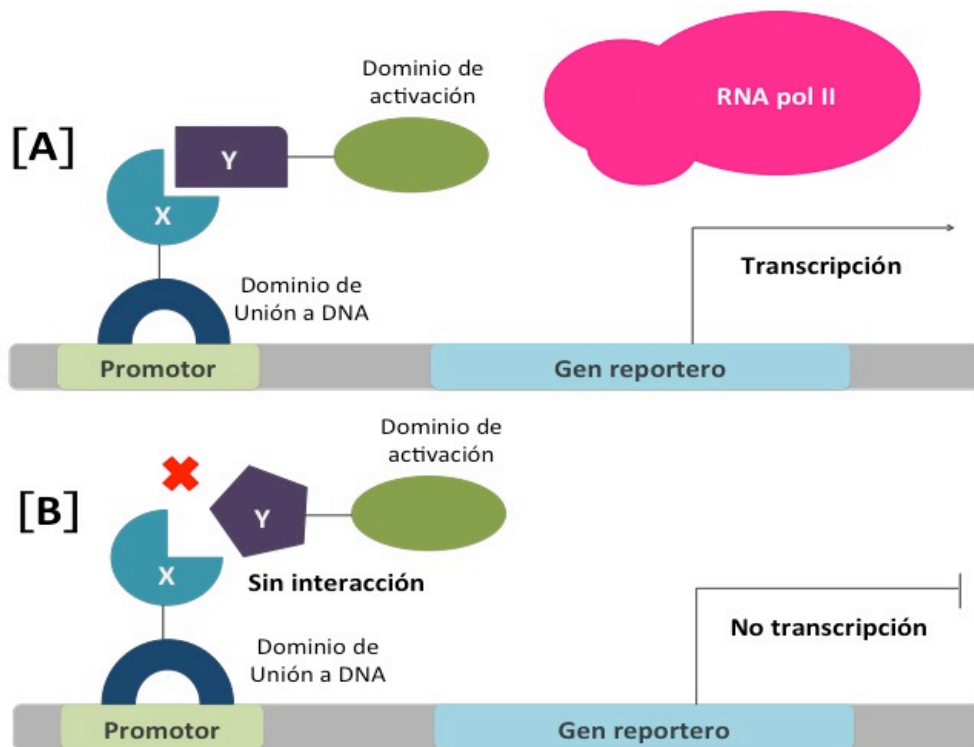 [A]
Dominio de
activación
RNA pol II
Y
X
Transcripción
Dominio de
Unión a DNA
Promotor
Gen reportero
[B]
Dominio de
activación
Y
X
Sin interacción
No transcripción
Dominio de
Unión a DNA
Promotor
Gen reportero